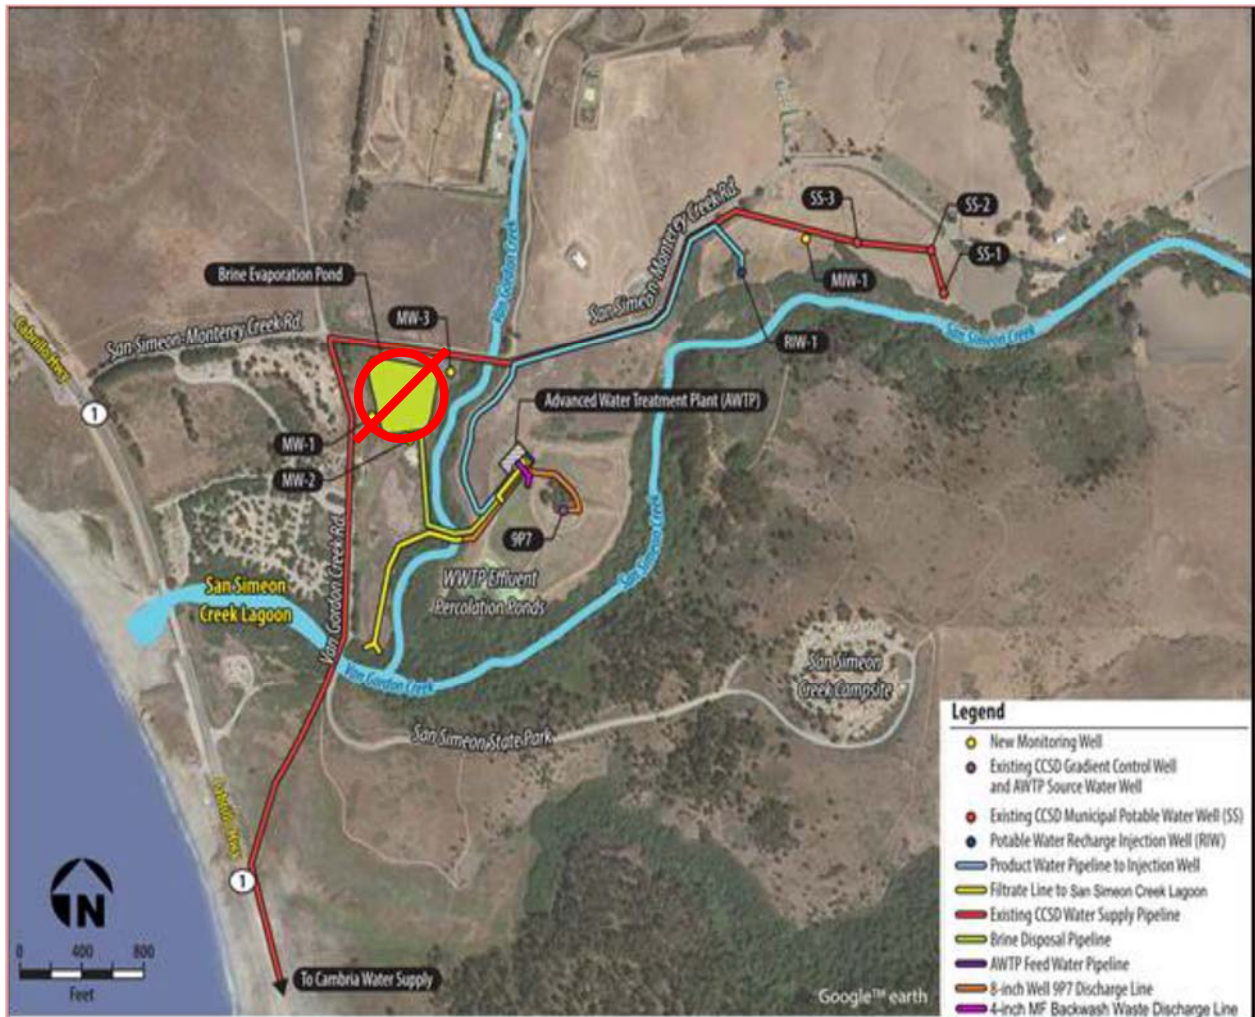 SS-3
SS-2
SS-1
MIW-1
RIW-1
San Simeon-Monterey Creek Rd.
Van Gordon Creek
San Simeon Creek
Brine Evaporation Pond
MW-3
San Simeon-Monterey Creek Rd.
Cabrillo Hwy
1
Advanced Water Treatment Plant (AWTP)
MW-1
MW-2
9P7
San Simeon Creek
WWTP Effluent
Percolation Ponds
San Simeon
Creek Lagoon
Van Gordon Creek Rd.
Van Gordon Creek
San Simeon
Creek Campsite
San Simeon State Park
Cabrillo Hwy
1
N
0 400 800
Feet
To Cambria Water Supply
Google™ earth
Legend
New Monitoring Well
Existing CCSD Gradient Control Well
and AWTP Source Water Well
Existing CCSD Municipal Potable Water Well (SS)
Potable Water Recharge Injection Well (RIW)
Product Water Pipeline to Injection Well
Filtrate Line to San Simeon Creek Lagoon
Existing CCSD Water Supply Pipeline
Brine Disposal Pipeline
AWTP Feed Water Pipeline
8-inch Well 9P7 Discharge Line
4-inch MF Backwash Waste Discharge Line